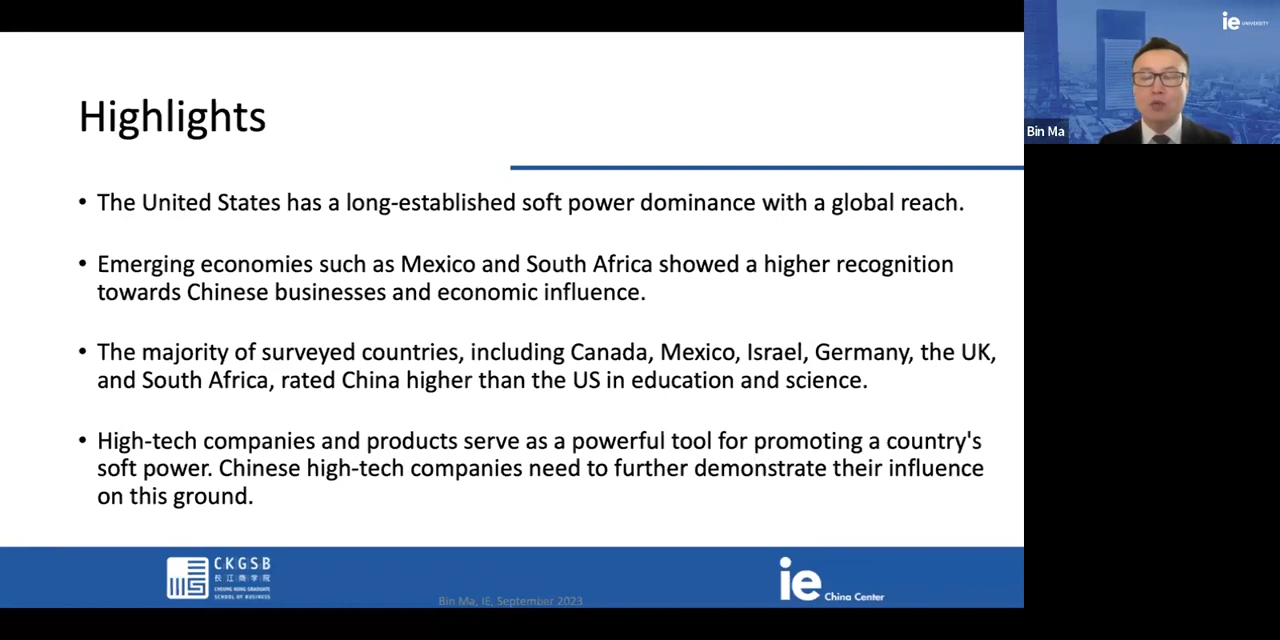 Highlights
• The United States has a long-established soft power dominance with a global reach.
• Emerging economies such as Mexico and South Africa showed a higher recognition
towards Chinese businesses and economic influence.
• The majority of surveyed countries, including Canada, Mexico, Israel, Germany, the UK,
and South Africa, rated China higher than the US in education and science.
• High-tech companies and products serve as a powerful tool for promoting a country's
soft power. Chinese high-tech companies need to further demonstrate their influence
on this ground.
CKGSB
长江商学院
CHEUNG KONG GRADUATE
SCHOOL OF BUSINESS
Bin Ma, IE, September 2023
ie China Center
ie UNIVERSITY
Bin Ma